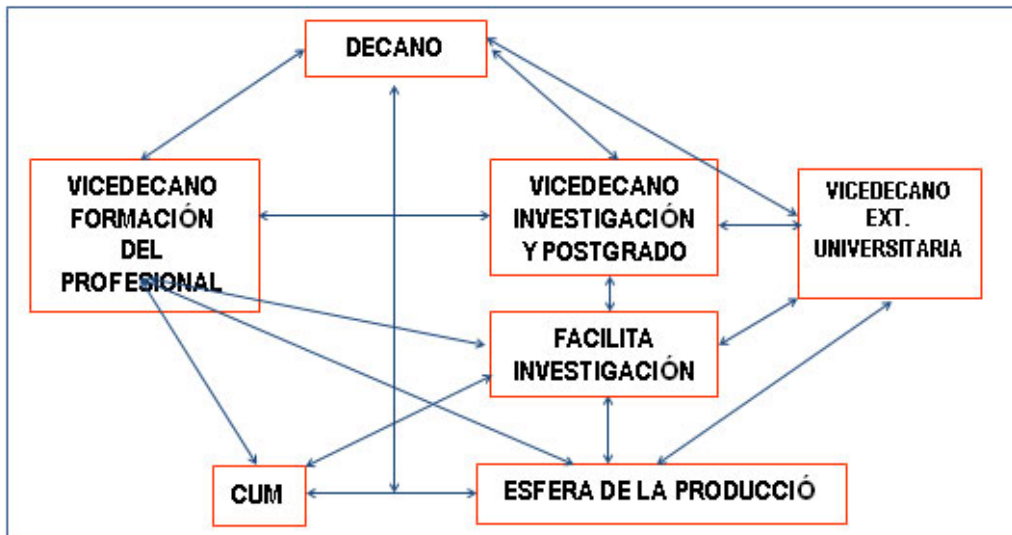 DECANO
VICEDECANO
FORMACIÓN
DEL
PROFESIONAL
VICEDECANO
INVESTIGACIÓN
Y POSTGRADO
VICEDECANO
EXT.
UNIVERSITARIA
FACILITA
INVESTIGACIÓN
CUM
ESFERA DE LA PRODUCCIÓ